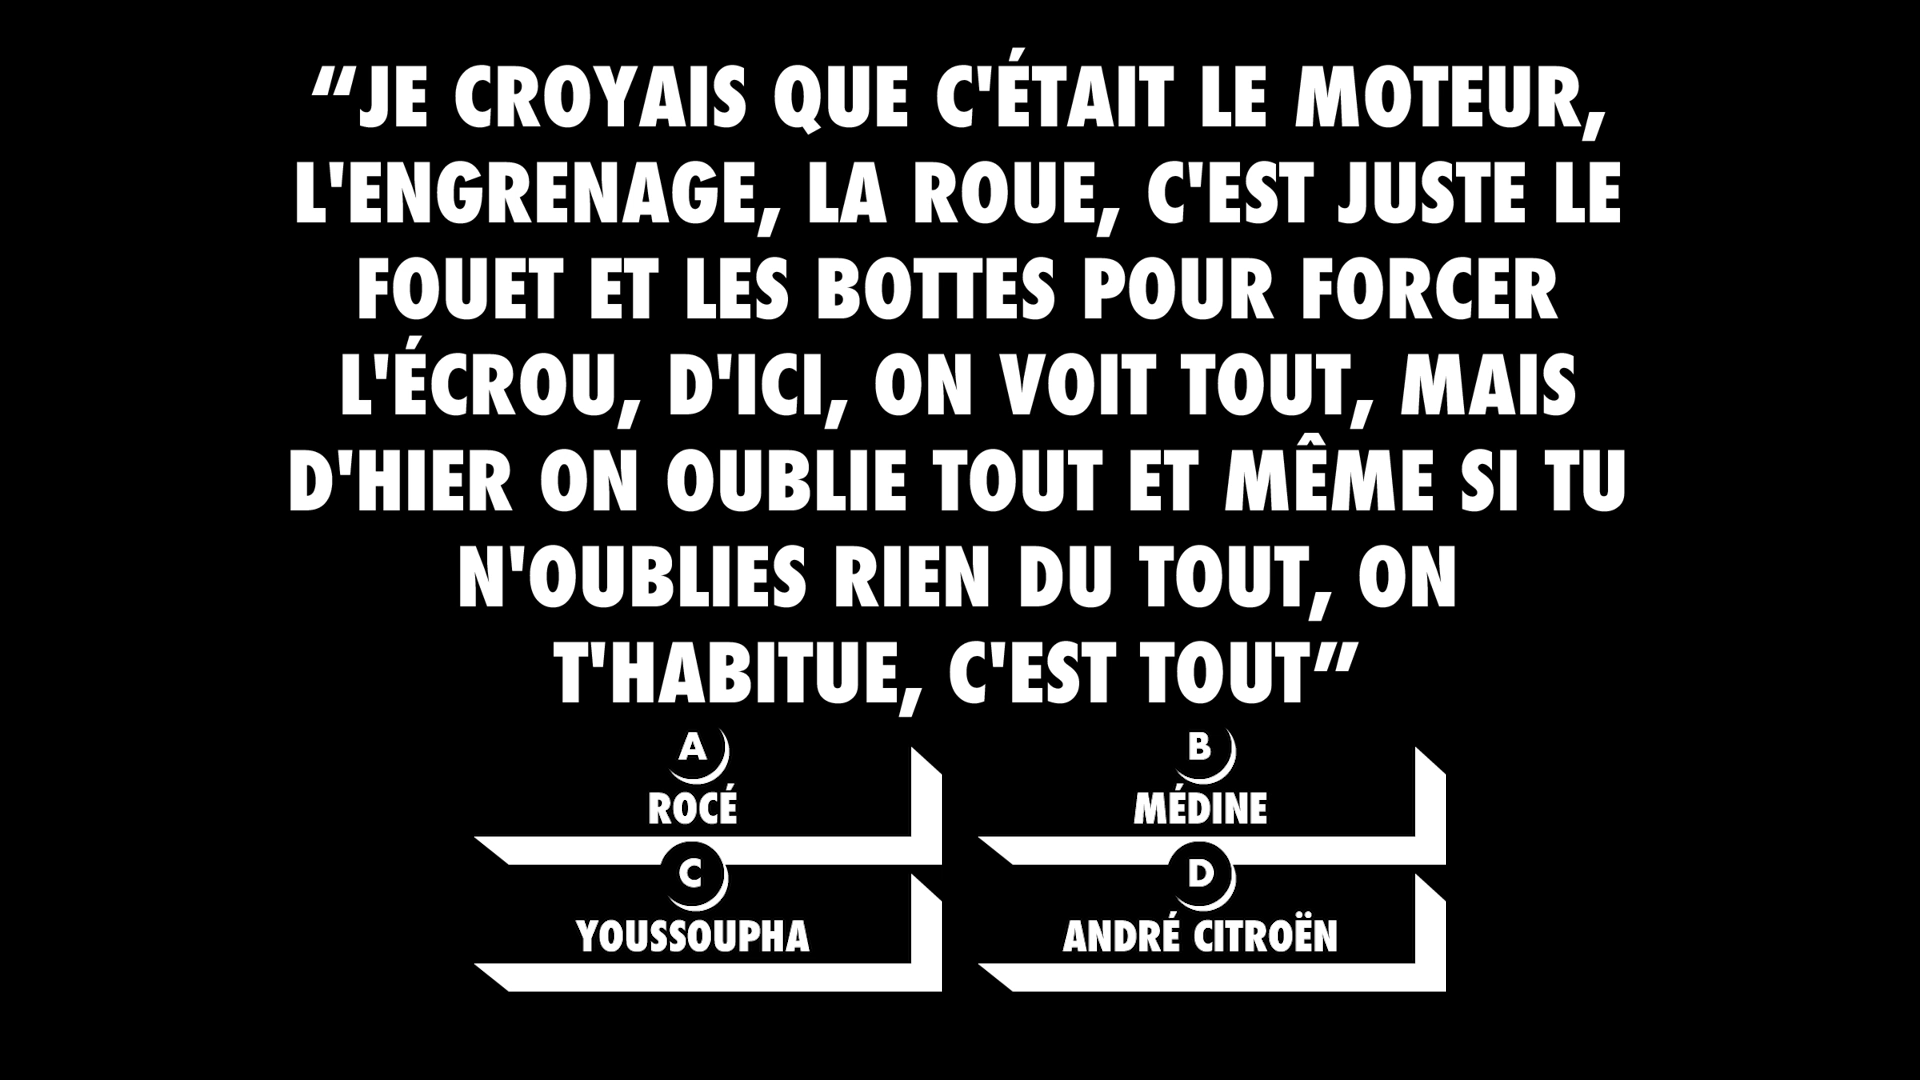 “JE CROYAIS QUE C'ÉTAIT LE MOTEUR,
L'ENGRENAGE, LA ROUE, C'EST JUSTE LE
FOUET ET LES BOTTES POUR FORCER
L'ÉCROU, D'ICI, ON VOIT TOUT, MAIS
D'HIER ON OUBLIE TOUT ET MÊME SI TU
N'OUBLIES RIEN DU TOUT, ON
T'HABITUE, C'EST TOUT”
A
ROCÉ
B
MÉDINE
C
YOUSSOUPHA
D
ANDRÉ CITROËN